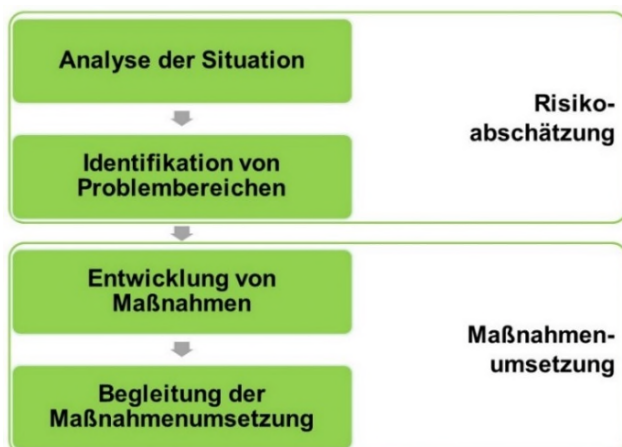 Analyse der Situation
Risiko-
abschätzung
Identifikation von
Problembereichen
Entwicklung von
Maßnahmen
Maßnahmen-
umsetzung
Begleitung der
Maßnahmenumsetzung